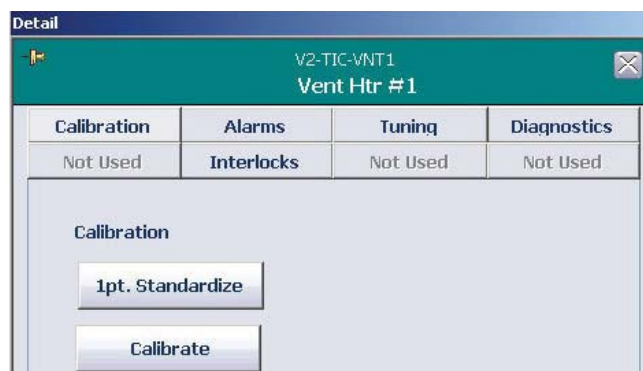 Detail
V2-TIC-VNT1
Vent Htr #1
Calibration Alarms Tuning Diagnostics
Not Used Interlocks Not Used Not Used
Calibration
1pt. Standardize
Calibrate